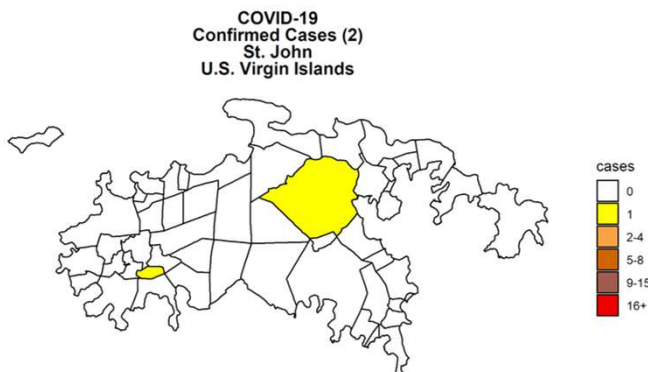 COVID-19
Confirmed Cases (2)
St. John
U.S. Virgin Islands
cases
0
1
2-4
5-8
9-15
16+